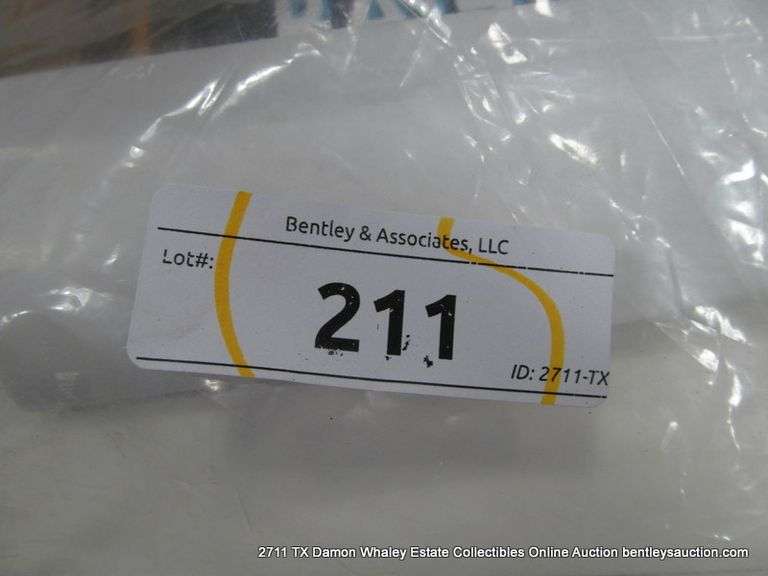 Bentley & Associates, LLC
Lot#:
211
ID: 2711-TX
2711 TX Damon Whaley Estate Collectibles Online Auction bentleysauction.com